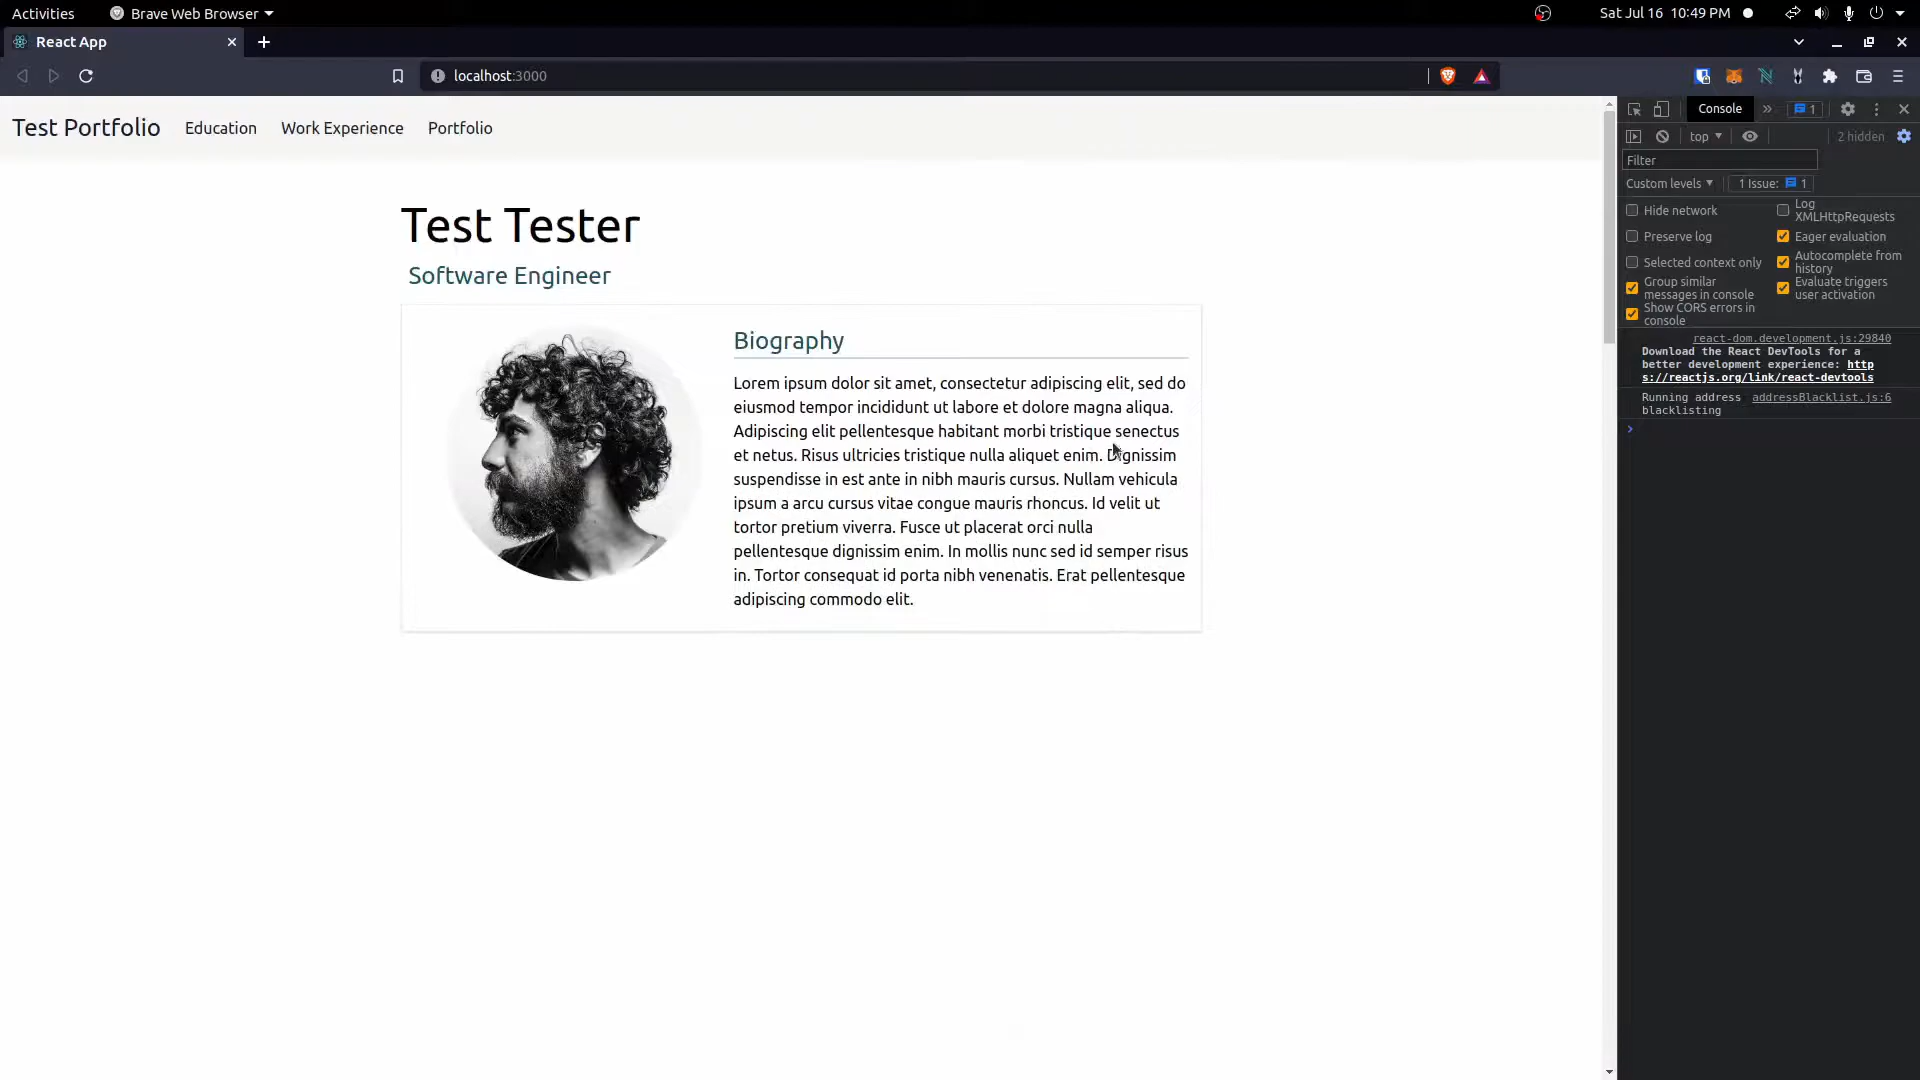 Activities
Brave Web Browser
Sat Jul 16 10:49 PM
React App
localhost:3000
Test Portfolio
Education
Work Experience
Portfolio
Test Tester
Software Engineer
Biography
Lorem ipsum dolor sit amet, consectetur adipiscing elit, sed do
eiusmod tempor incididunt ut labore et dolore magna aliqua.
Adipiscing elit pellentesque habitant morbi tristique senectus
et netus. Risus ultricies tristique nulla aliquet enim. Dignissim
suspendisse in est ante in nibh mauris cursus. Nullam vehicula
ipsum a arcu cursus vitae congue mauris rhoncus. Id velit ut
tortor pretium viverra. Fusce ut placerat orci nulla
pellentesque dignissim enim. In mollis nunc sed id semper risus
in. Tortor consequat id porta nibh venenatis. Erat pellentesque
adipiscing commodo elit.
Console
1
top
2 hidden
Filter
Custom levels
1 Issue: 1
Hide network
Log
XMLHttpRequests
Preserve log
Eager evaluation
Selected context only
Autocomplete from
history
Group similar
messages in console
Evaluate triggers
user activation
Show CORS errors in
console
react-dom.development.js:29840
Download the React DevTools for a
better development experience: http
s://reactjs.org/link/react-devtools
Running address addressBlacklist.js:6
blacklisting